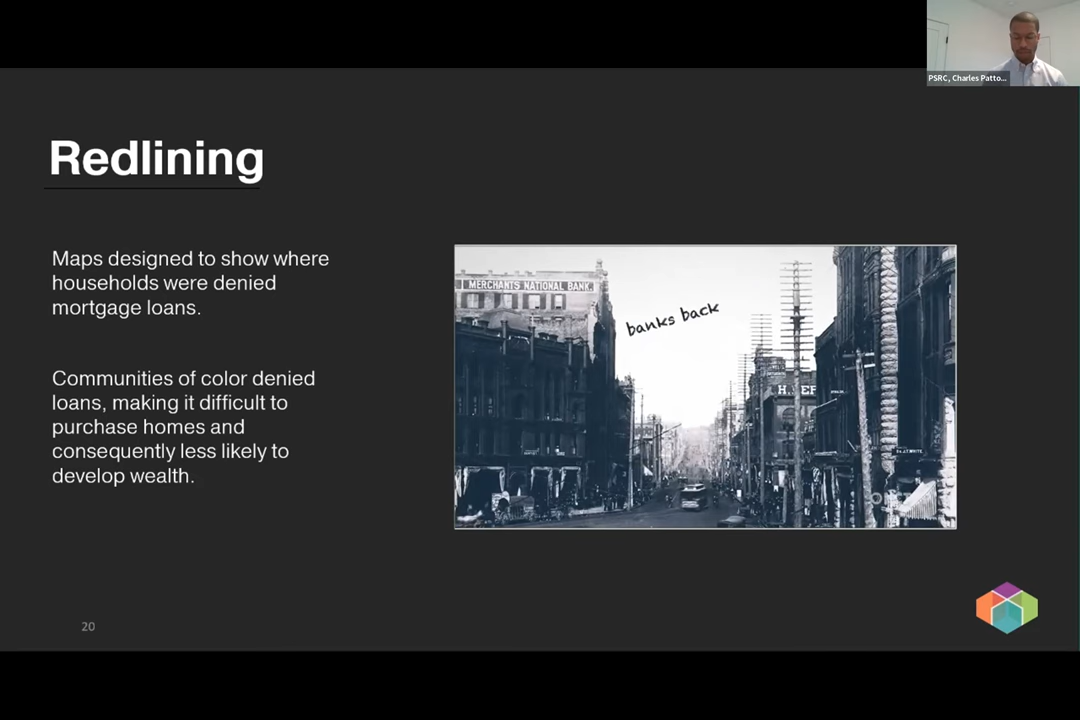 PSRC, Charles Patto...
Redlining
Maps designed to show where
households were denied
mortgage loans.
Communities of color denied
loans, making it difficult to
purchase homes and
consequently less likely to
develop wealth.
MERCHANTS NATIONAL BANK.
banks back
20